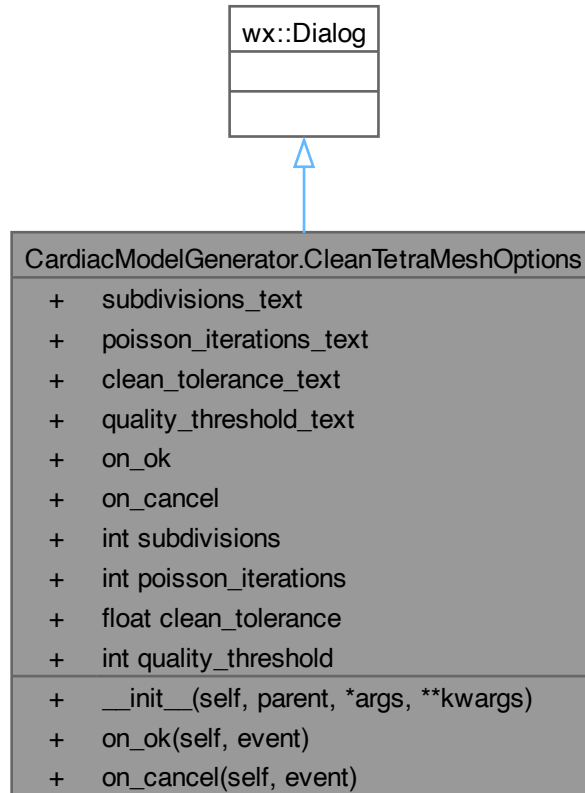 wx::Dialog
CardiacModelGenerator.CleanTetraMeshOptions
+ subdivisions_text
+ poisson_iterations_text
+ clean_tolerance_text
+ quality_threshold_text
+ on_ok
+ on_cancel
+ int subdivisions
+ int poisson_iterations
+ float clean_tolerance
+ int quality_threshold
+ __init__(self, parent, *args, **kwargs)
+ on_ok(self, event)
+ on_cancel(self, event)